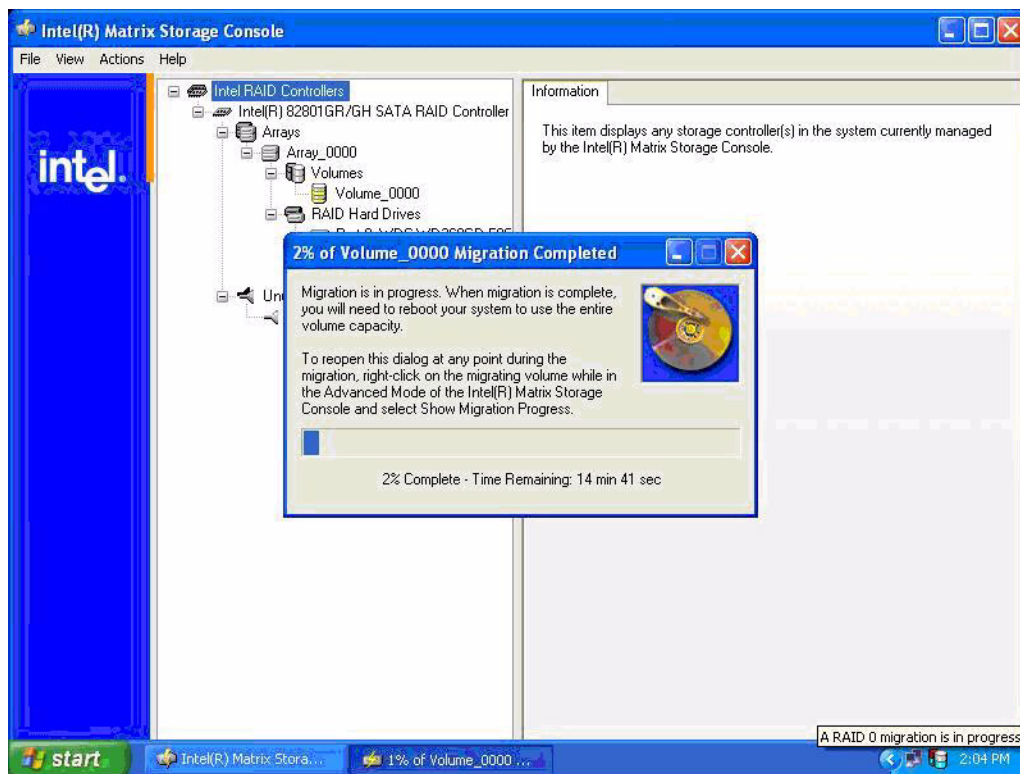 Intel(R) Matrix Storage Console
File View Actions Help
intel.
Intel RAID Controllers
Intel(R) 82801GR/GH SATA RAID Controller
Arrays
Array_0000
Volumes
Volume_0000
RAID Hard Drives
Information
This item displays any storage controller(s) in the system currently managed
by the Intel(R) Matrix Storage Console.
2% of Volume_0000 Migration Completed
Migration is in progress. When migration is complete,
you will need to reboot your system to use the entire
volume capacity.
To reopen this dialog at any point during the
migration, right-click on the migrating volume while in
the Advanced Mode of the Intel(R) Matrix Storage
Console and select Show Migration Progress.
2% Complete - Time Remaining: 14 min 41 sec
A RAID 0 migration is in progress
start
Intel(R) Matrix Stora...
1% of Volume_0000 ...
2:04 PM